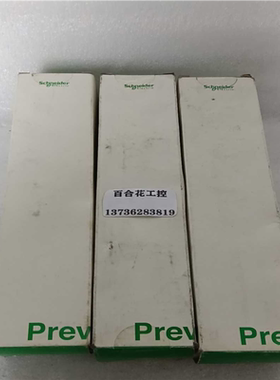 Schneider
Schneider
Schneider
百合花工控
13736283819
Prev
Prev
Prev